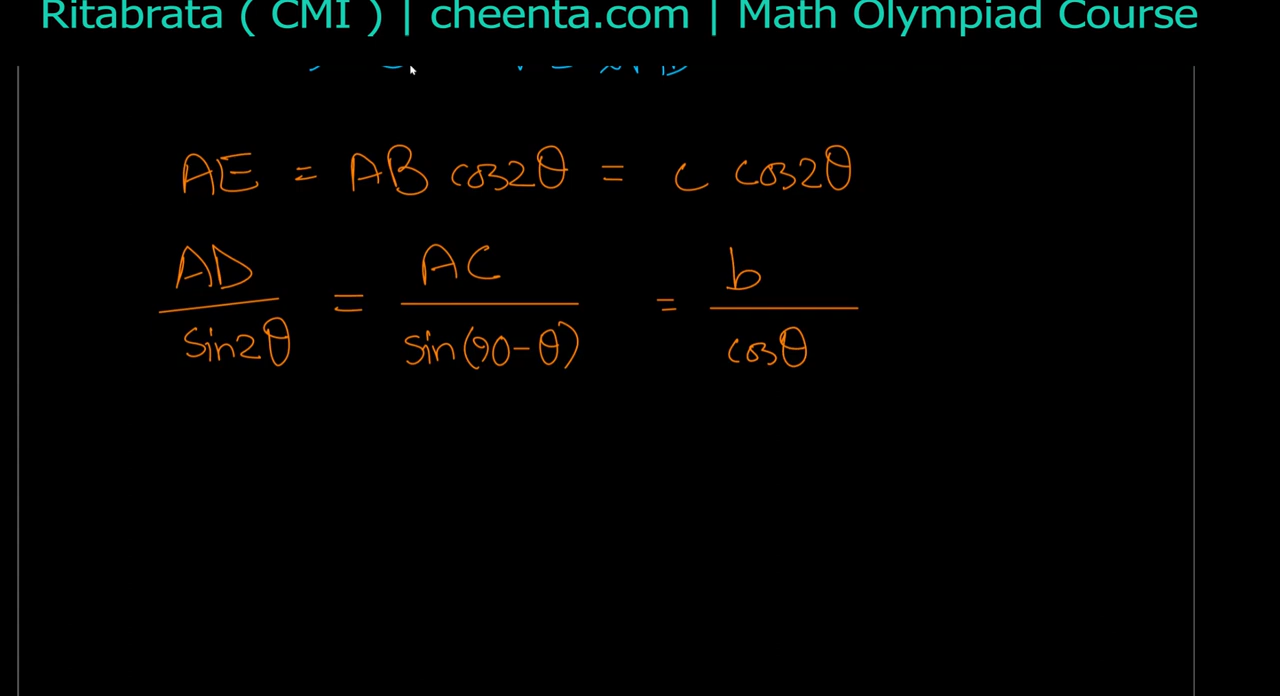 Ritabrata ( CMI ) | cheenta.com | Math Olympiad Course
AE = AB cos2θ = c cos2θ
AD/sin2θ = AC/sin(90-θ) = b/cosθ